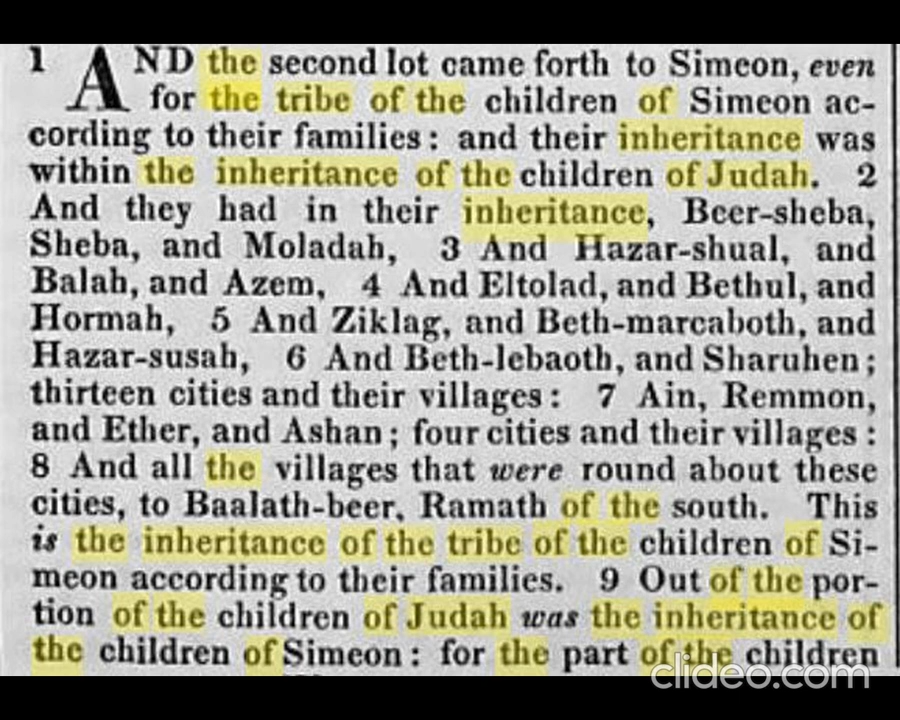 1 AND the second lot came forth to Simeon, even
for the tribe of the children of Simeon ac-
cording to their families: and their inheritance was
within the inheritance of the children of Judah. 2
And they had in their inheritance, Beer-sheba,
Sheba, and Moladah, 3 And Hazar-shual, and
Balah, and Azem, 4 And Eltolad, and Bethul, and
Hormah, 5 And Ziklag, and Beth-marcaboth, and
Hazar-susah, 6 And Beth-lebaoth, and Sharuhen;
thirteen cities and their villages: 7 Ain, Remmon,
and Ether, and Ashan; four cities and their villages:
8 And all the villages that were round about these
cities, to Baalath-beer, Ramath of the south. This
is the inheritance of the tribe of the children of Si-
meon according to their families. 9 Out of the por-
tion of the children of Judah was the inheritance of
the children of Simeon: for the part of the children
clideo.com